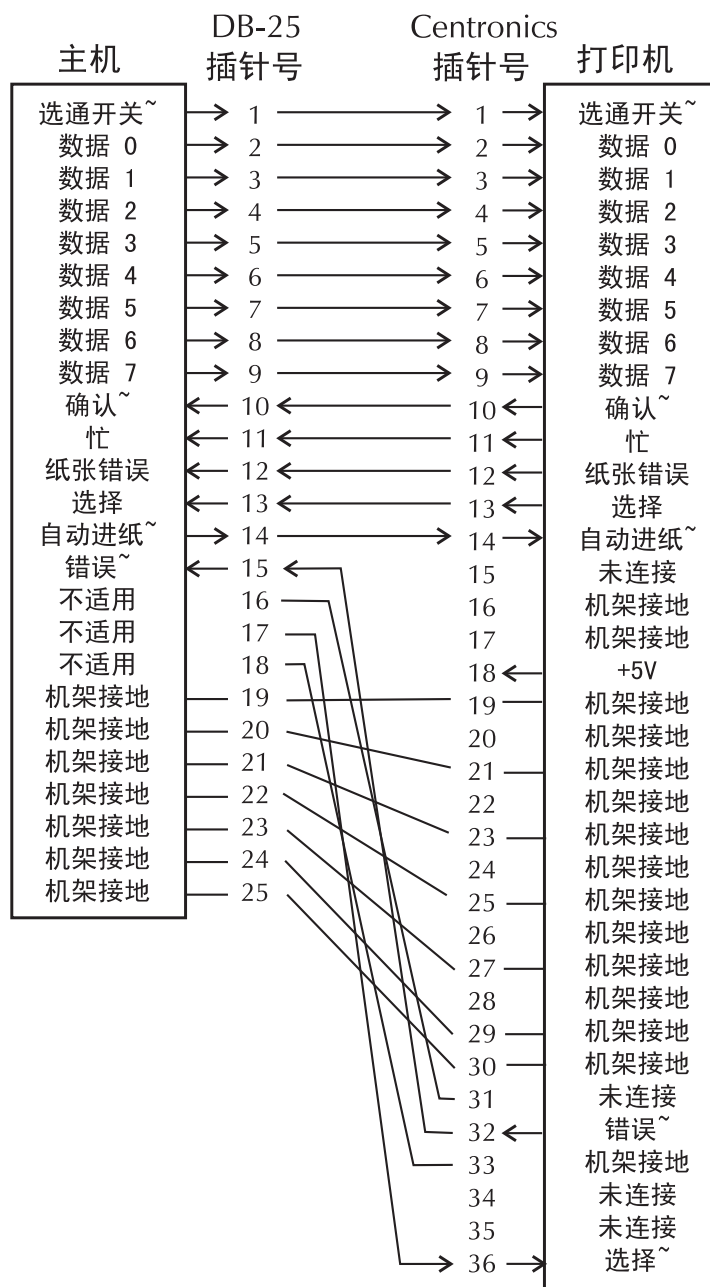 DB-25 Centronics
主机 插针号 插针号 打印机
选通开关~ 1 1 选通开关~
数据 0 2 2 数据 0
数据 1 3 3 数据 1
数据 2 4 4 数据 2
数据 3 5 5 数据 3
数据 4 6 6 数据 4
数据 5 7 7 数据 5
数据 6 8 8 数据 6
数据 7 9 9 数据 7
确认~ 10 10 确认~
忙 11 11 忙
纸张错误 12 12 纸张错误
选择 13 13 选择
自动进纸~ 14 14 自动进纸~
错误~ 15 15 未连接
不适用 16 16 机架接地
不适用 17 17 机架接地
不适用 18 18 +5V
机架接地 19 19 机架接地
机架接地 20 20 机架接地
机架接地 21 21 机架接地
机架接地 22 22 机架接地
机架接地 23 23 机架接地
机架接地 24 24 机架接地
机架接地 25 25 机架接地
26 机架接地
27 机架接地
28 机架接地
29 机架接地
30 机架接地
31 未连接
32 错误~
33 机架接地
34 未连接
35 未连接
36 选择~